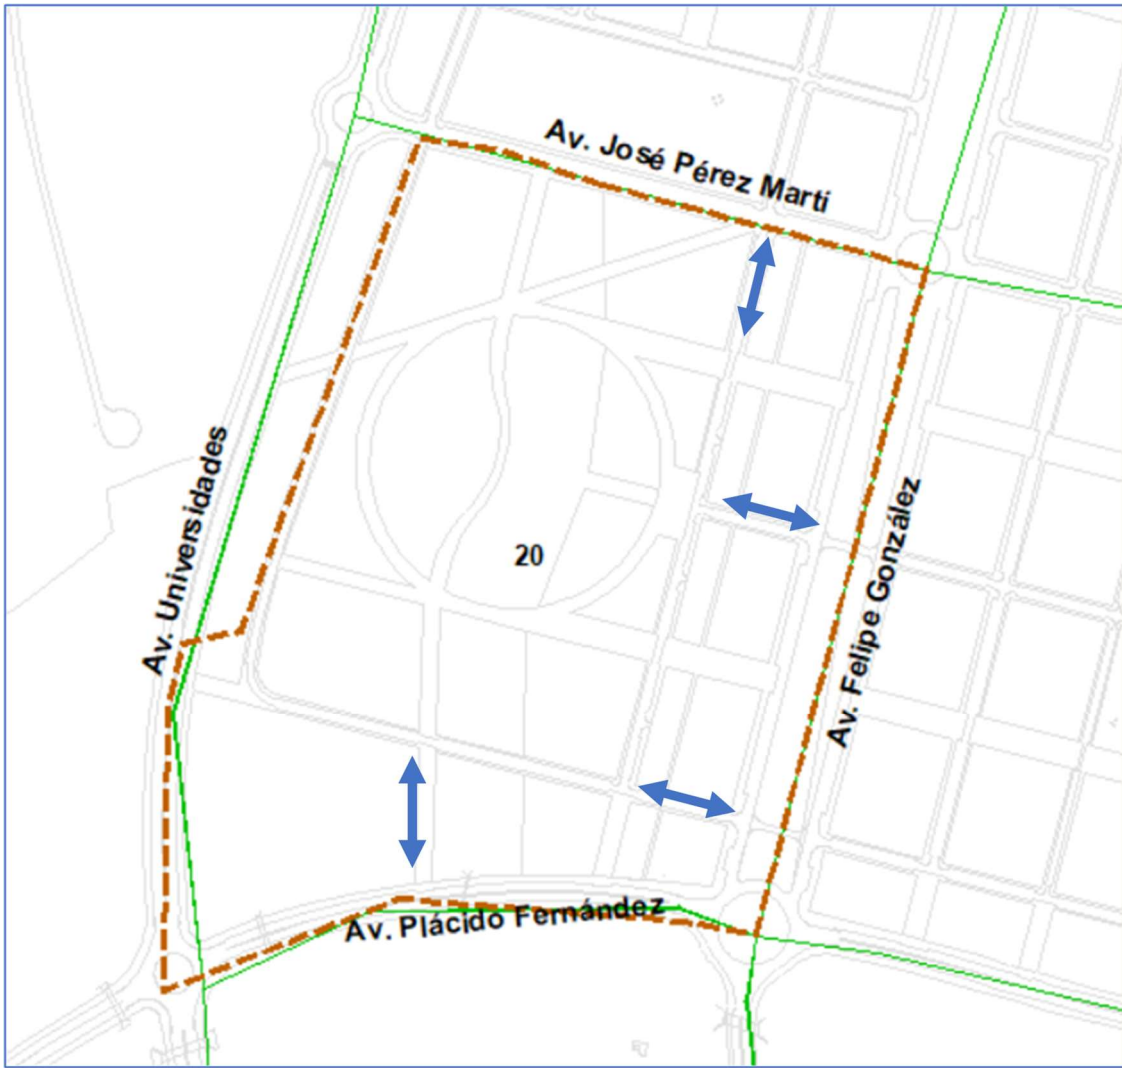 Av. José Pérez Martí
Av. Universidades
20
Av. Felipe González
Av. Plácido Fernández